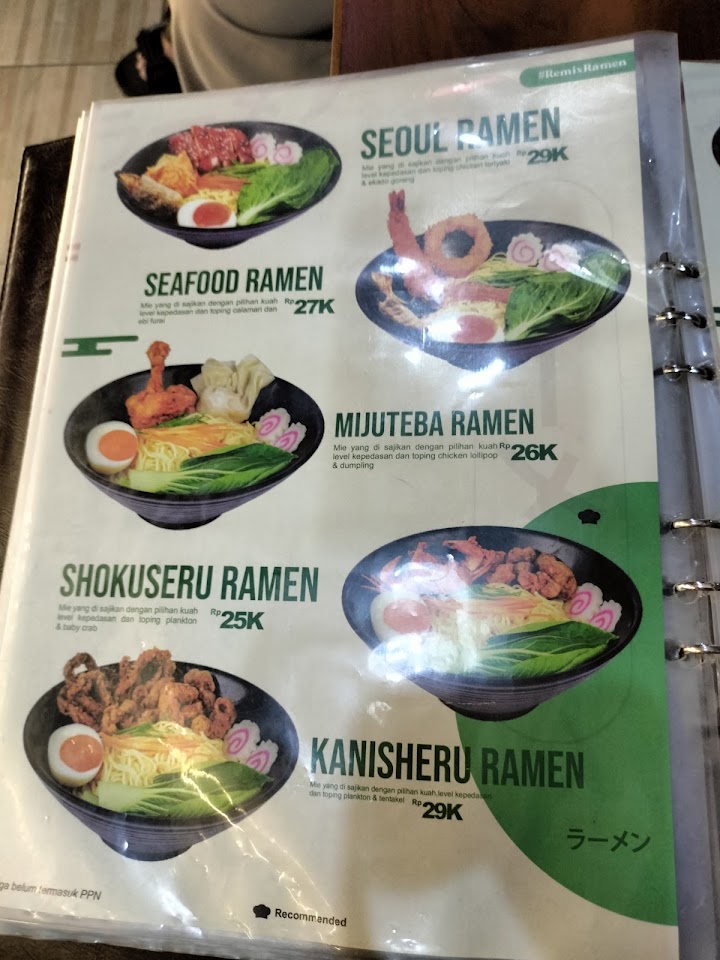 #RemixRamen
SEOUL RAMEN
Mie yang di sajikan dengan pilihan kuah
level kepedasan dan toping chicken teriyaki
& ekado goreng
Rp 29K
SEAFOOD RAMEN
Mie yang di sajikan dengan pilihan kuah
level kepedasan dan toping calamari dan
ebi furai
Rp 27K
MIJUTEBA RAMEN
Mie yang di sajikan dengan pilihan kuah
level kepedasan dan toping chicken lollipop
& dumpling
Rp 26K
SHOKUSERU RAMEN
Mie yang di sajikan dengan pilihan kuah
level kepedasan dan toping plankton
& baby crab
Rp 25K
KANISHERU RAMEN
Mie yang di sajikan dengan pilihan kuah,level kepedasan
dan toping plankton & tentakel
Rp 29K
ラーメン
ga belum termasuk PPN
Recommended